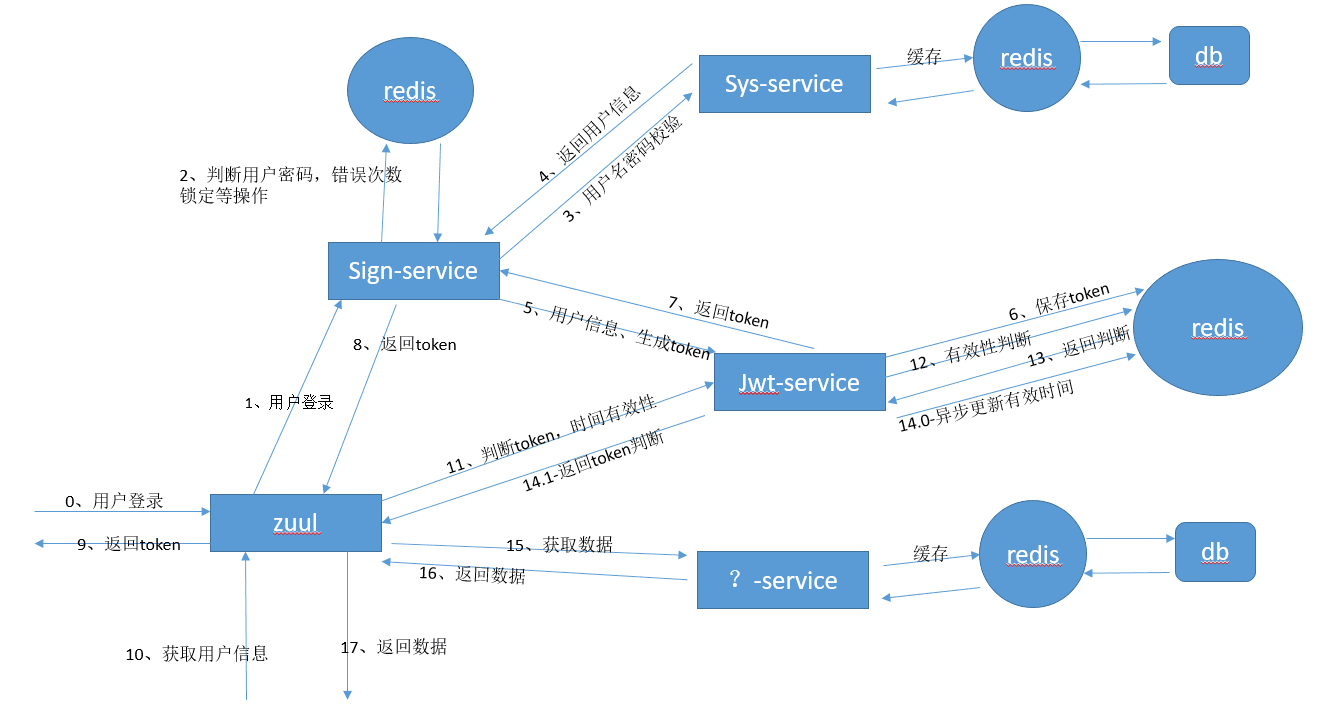 redis
Sys-service
缓存
redis
db
2、判断用户密码，错误次数
锁定等操作
4、返回用户信息
3、用户名密码校验
Sign-service
7、返回token
5、用户信息、生成token
6、保存token
12、有效性判断
13、返回判断
14.0-异步更新有效时间
redis
8、返回token
Jwt-service
1、用户登录
11、判断token，时间有效性
14.1-返回token判断
0、用户登录
zuul
9、返回token
15、获取数据
16、返回数据
？-service
缓存
redis
db
10、获取用户信息
17、返回数据